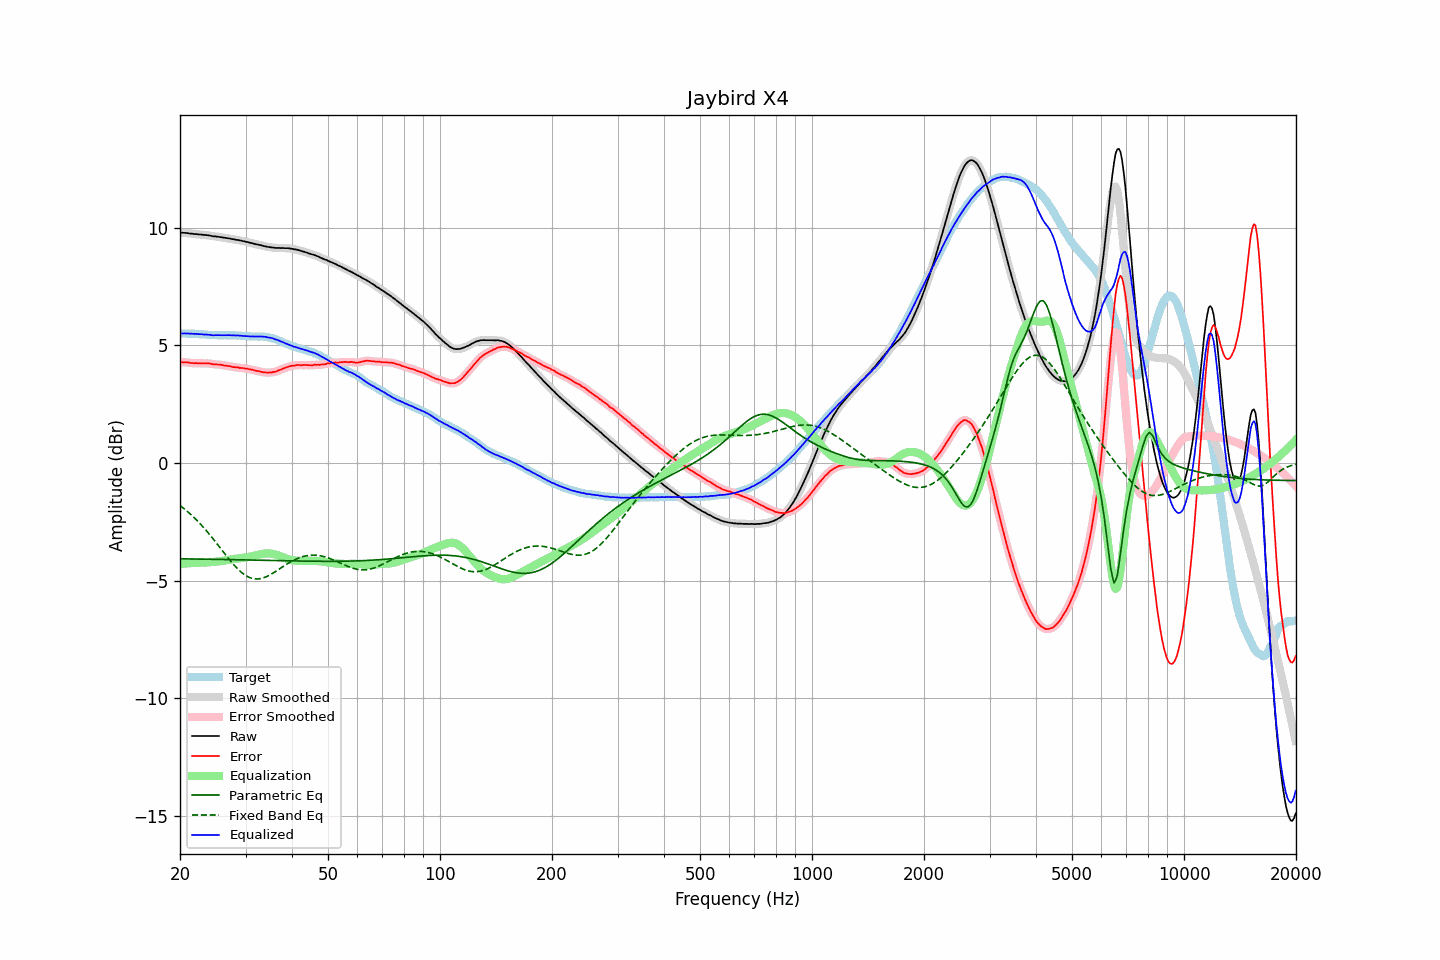 Jaybird X4
Amplitude (dBr)
10
5
0
−5
−10
−15
Target
Raw Smoothed
Error Smoothed
Raw
Error
Equalization
Parametric Eq
Fixed Band Eq
Equalized
20 50 100 200 500 1000 2000 5000 10000 20000
Frequency (Hz)